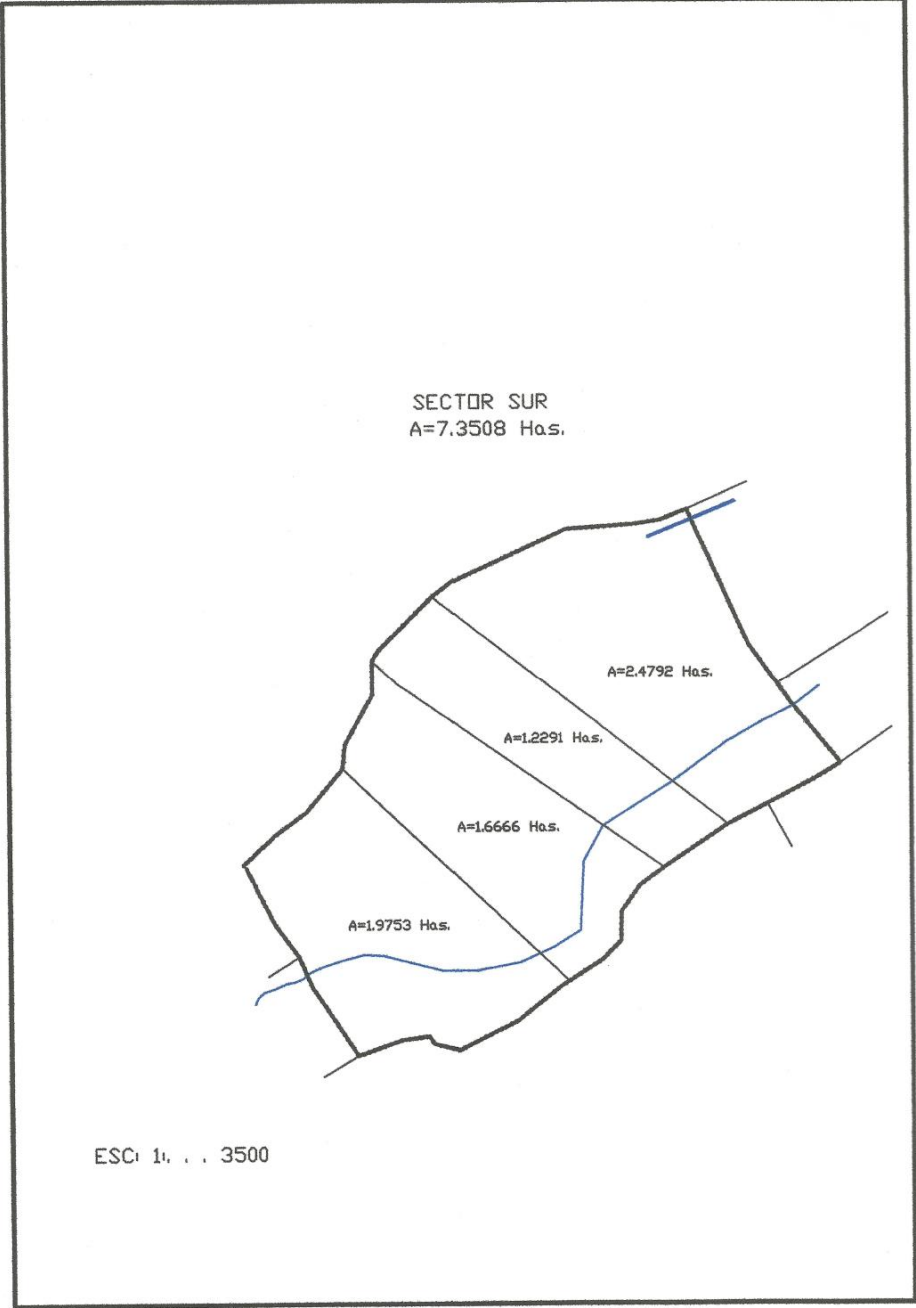 SECTOR SUR
A=7.3508 Has.
A=2.4792 Has.
A=1.2291 Has.
A=1.6666 Has.
A=1.9753 Has.
ESC: 1:. . . 3500